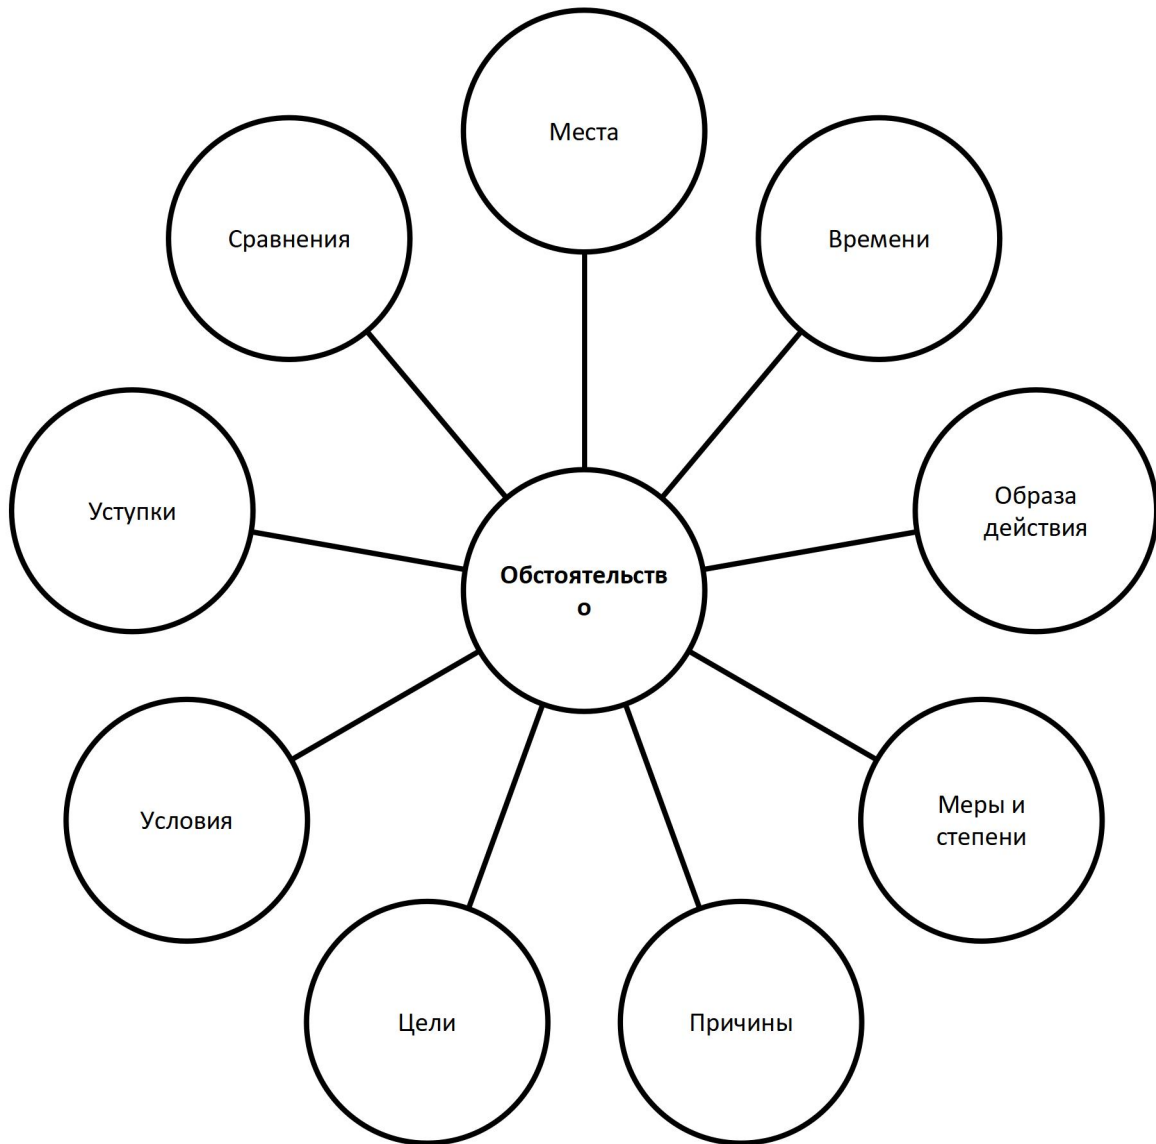 Места
Сравнения
Времени
Уступки
Образа
действия
Обстоятельств
о
Условия
Меры и
степени
Цели
Причины